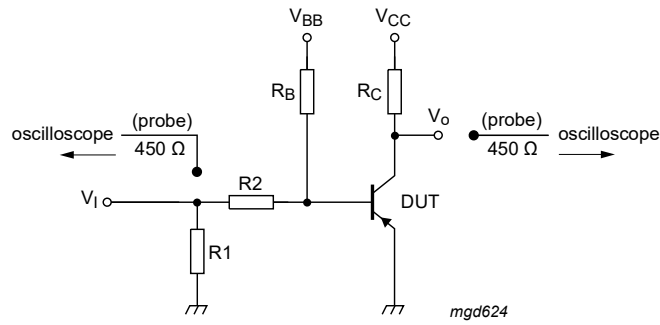 VBB
VCC
RB
RC
Vo
(probe)
450 Ω
oscilloscope
(probe)
450 Ω
oscilloscope
R2
VI
DUT
R1
mgd624